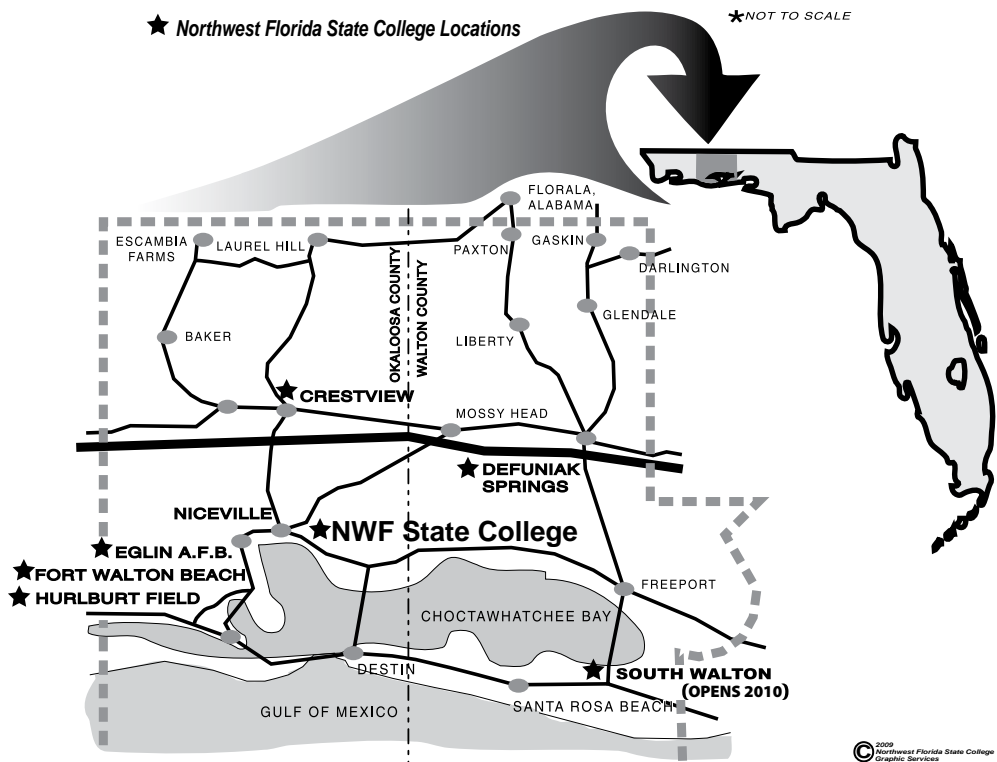 ★ Northwest Florida State College Locations
*NOT TO SCALE
FLORALA,
ALABAMA
ESCAMBIA
FARMS
LAUREL HILL
PAXTON
GASKIN
DARLINGTON
OKALOOSA COUNTY
WALTON COUNTY
GLENDALE
BAKER
LIBERTY
CRESTVIEW
MOSSY HEAD
DEFUNIAK
SPRINGS
NICEVILLE
NWF State College
EGLIN A.F.B.
FORT WALTON BEACH
HURLBURT FIELD
FREEPORT
CHOCTAWHATCHEE BAY
DESTIN
SOUTH WALTON
(OPENS 2010)
SANTA ROSA BEACH
GULF OF MEXICO
© 2009
Northwest Florida State College
Graphic Services